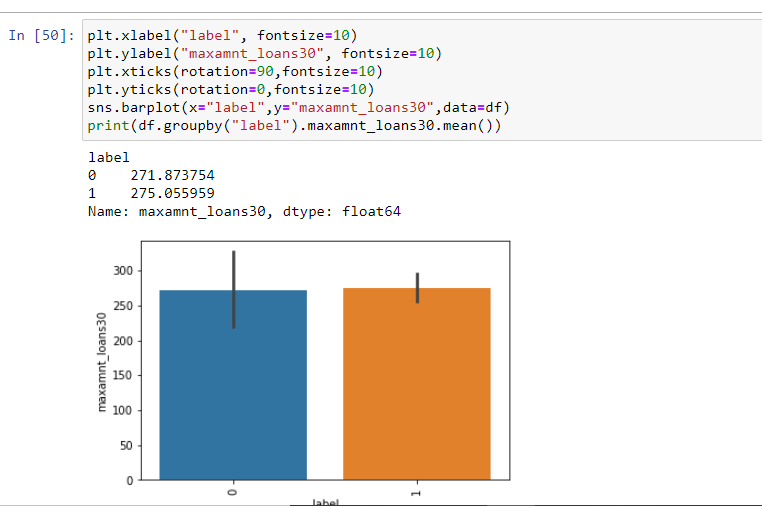 In [50]: plt.xlabel("label", fontsize=10)
plt.ylabel("maxamnt_loans30", fontsize=10)
plt.xticks(rotation=90,fontsize=10)
plt.yticks(rotation=0,fontsize=10)
sns.barplot(x="label",y="maxamnt_loans30",data=df)
print(df.groupby("label").maxamnt_loans30.mean())
label
0    271.873754
1    275.055959
Name: maxamnt_loans30, dtype: float64
300
250
200
150
100
50
0
maxamnt_loans30
0 1
label